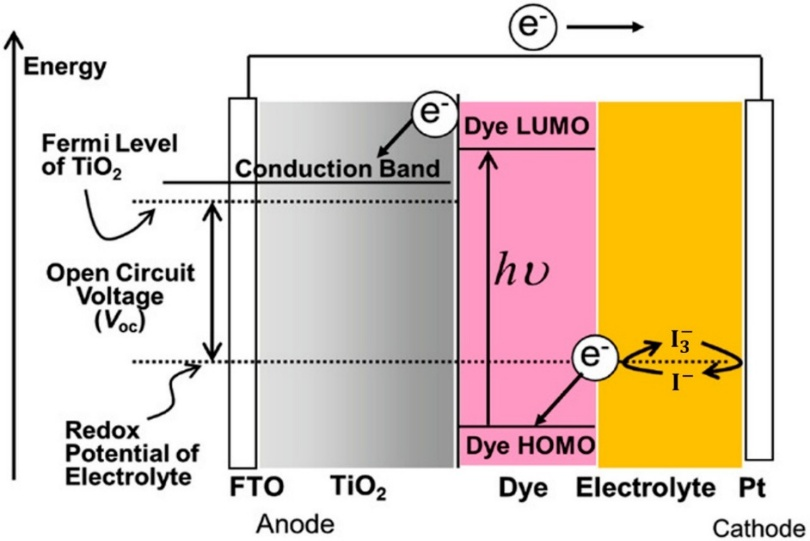 e⁻
Energy
Fermi Level
of TiO₂
e⁻
Dye LUMO
Conduction Band
hυ
Open Circuit
Voltage
(Voc)
e⁻
I₃⁻
I⁻
Redox
Potential of
Electrolyte
Dye HOMO
FTO TiO₂ Dye Electrolyte Pt
Anode
Cathode